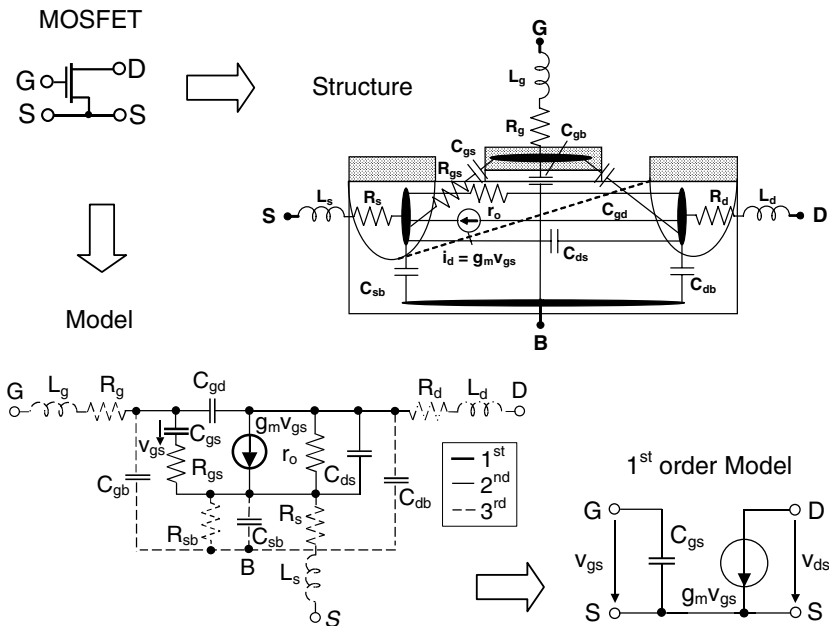 MOSFET
G
D
S
S
Structure
G
Lg
Rg
Cgb
Cgs
Rgs
Ls
Rs
S
ro
Cgd
Rd
Ld
D
id = gmvgs
Cds
Csb
Cdb
B
Model
G
Lg
Rg
Cgd
Rd
Ld
D
vgs
Cgs
gmvgs
Rgs
ro
Cds
Cgb
Cdb
Rsb
Csb
Rs
B
Ls
S
1st
2nd
3rd
1st order Model
G
D
Cgs
vgs
vds
gmvgs
S
S